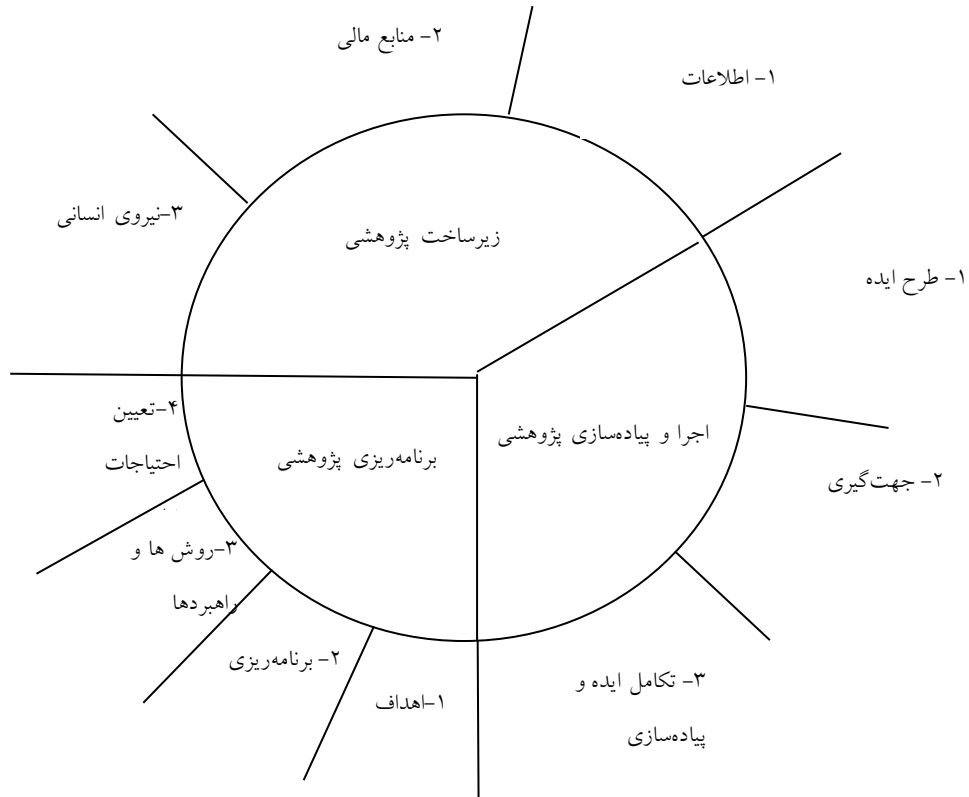 ۲- منابع مالی
۱- اطلاعات
۳-نیروی انسانی
زیرساخت پژوهشی
۱- طرح ایده
۴-تعیین
احتیاجات
اجرا و پیاده‌سازی پژوهشی
برنامه‌ریزی پژوهشی
۲- جهت‌گیری
۳-روش ها و
راهبردها
۲- برنامه‌ریزی
۱-اهداف
۳- تکامل ایده و
پیاده‌سازی